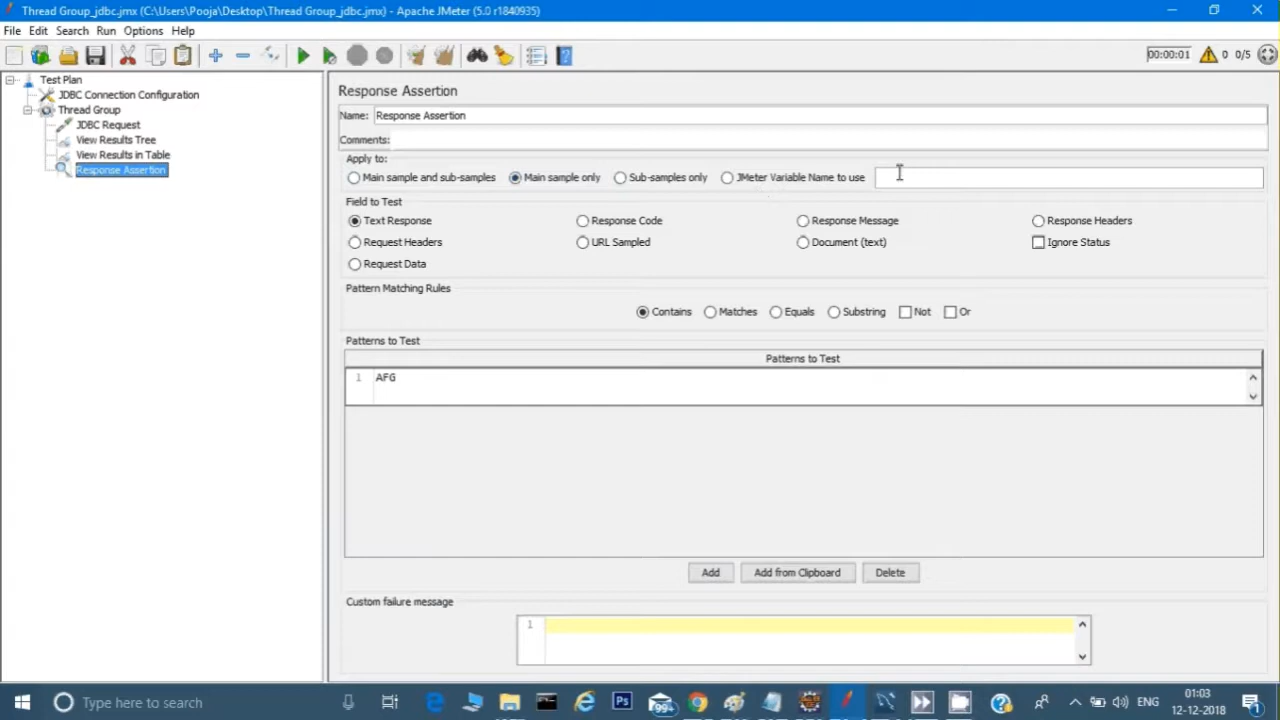 Thread Group_jdbc.jmx (C:\Users\Pooja\Desktop\Thread Group_jdbc.jmx) - Apache JMeter (5.0 r1840935)
File Edit Search Run Options Help
00:00:01 0 0/5
Test Plan
JDBC Connection Configuration
Thread Group
JDBC Request
View Results Tree
View Results in Table
Response Assertion
Response Assertion
Name: Response Assertion
Comments:
Apply to:
Main sample and sub-samples Main sample only Sub-samples only JMeter Variable Name to use
Field to Test
Text Response Response Code Response Message Response Headers
Request Headers URL Sampled Document (text) Ignore Status
Request Data
Pattern Matching Rules
Contains Matches Equals Substring Not Or
Patterns to Test
Patterns to Test
1 AFG
Add Add from Clipboard Delete
Custom failure message
1
Type here to search
Ps
99+
ENG
01:03
12-12-2018
1